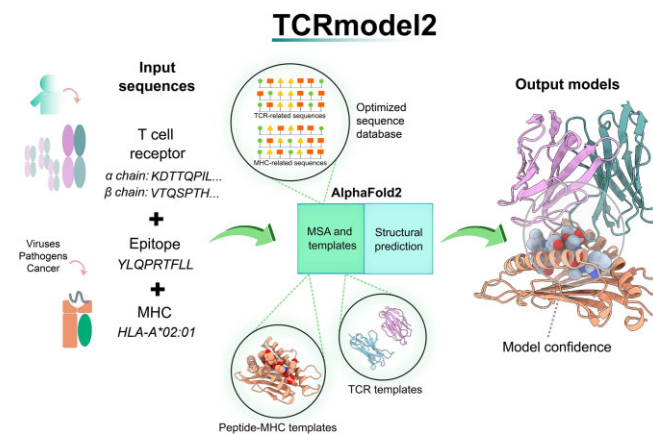 TCRmodel2
Input
sequences
T cell
receptor
α chain: KDTTQPIL...
β chain: VTQSPTH...
+
Viruses
Pathogens
Cancer
Epitope
YLQPRTFLL
+
MHC
HLA-A*02:01
TCR-related sequences
MHC-related sequences
Optimized
sequence
database
AlphaFold2
MSA and
templates
Structural
prediction
TCR templates
Peptide-MHC templates
Output models
Model confidence